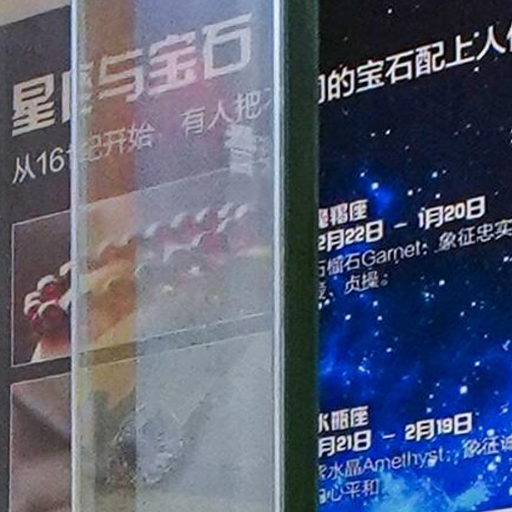 星座与宝石
从16世纪开始 有人把
的宝石配上人
羯座
2月22日 - 1月20日
石榴石Garnet：象征忠实
、贞操。
水瓶座
月21日 - 2月19日
紫水晶Amethyst：象征
心平和